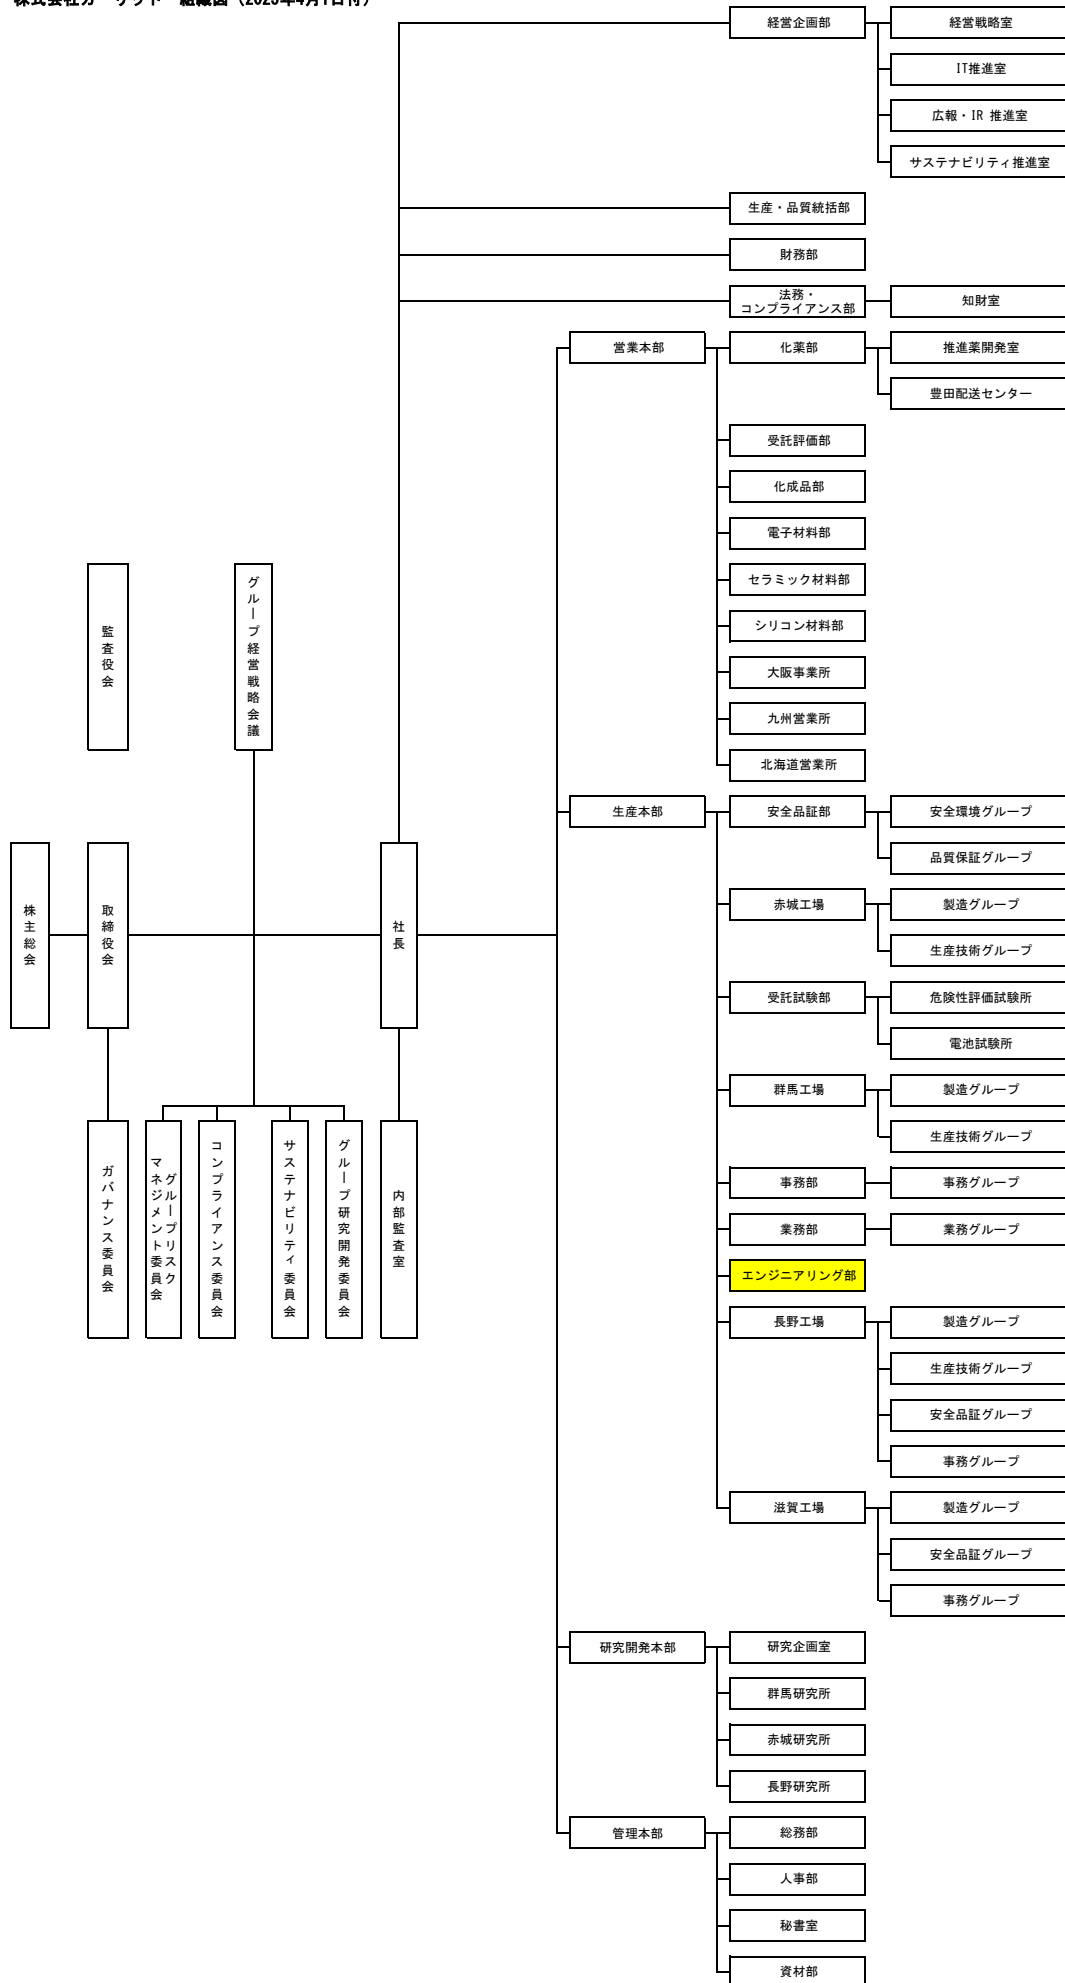 経営企画部
経営戦略室
IT推進室
広報・IR 推進室
サステナビリティ推進室
生産・品質統括部
財務部
法務・
コンプライアンス部
知財室
営業本部
化薬部
推進薬開発室
豊田配送センター
受託評価部
化成品部
電子材料部
セラミック材料部
シリコン材料部
大阪事業所
九州営業所
北海道営業所
監査役会
グループ経営戦略会議
生産本部
安全品証部
安全環境グループ
品質保証グループ
株主総会
取締役会
社長
赤城工場
製造グループ
生産技術グループ
受託試験部
危険性評価試験所
電池試験所
群馬工場
製造グループ
生産技術グループ
ガバナンス委員会
グループリスク
マネジメント委員会
コンプライアンス委員会
サステナビリティ委員会
グループ研究開発委員会
内部監査室
事務部
事務グループ
業務部
業務グループ
エンジニアリング部
長野工場
製造グループ
生産技術グループ
安全品証グループ
事務グループ
滋賀工場
製造グループ
安全品証グループ
事務グループ
研究開発本部
研究企画室
群馬研究所
赤城研究所
長野研究所
管理本部
総務部
人事部
秘書室
資材部